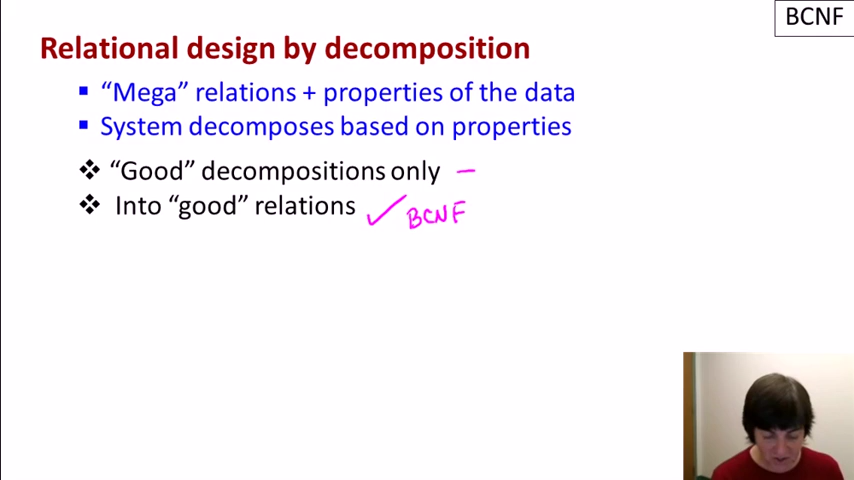 BCNF
Relational design by decomposition
▪ “Mega” relations + properties of the data
▪ System decomposes based on properties
❖ “Good” decompositions only –
❖ Into “good” relations ✓ BCNF